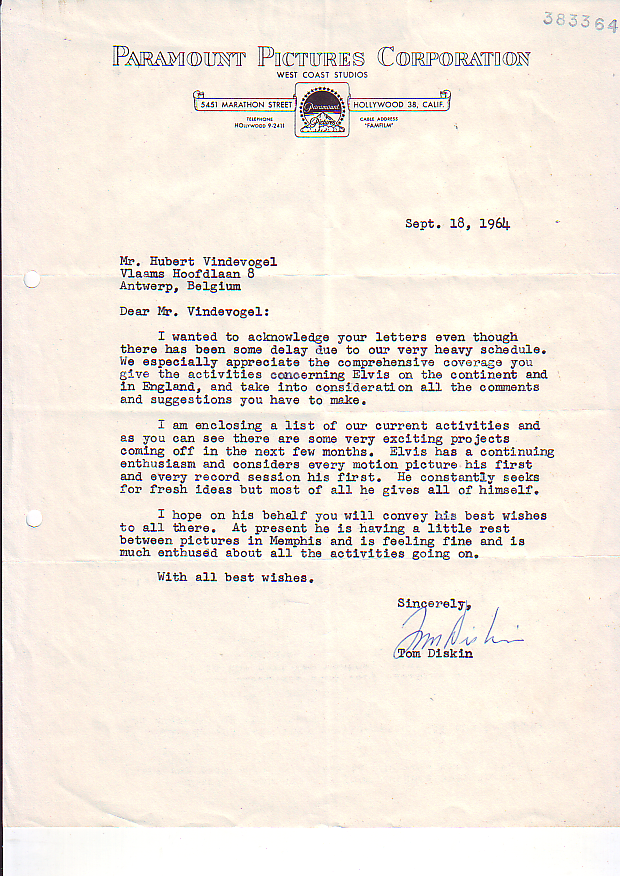 383364
PARAMOUNT PICTURES CORPORATION
WEST COAST STUDIOS
5451 MARATHON STREET
Paramount
Pictures
HOLLYWOOD 38, CALIF.
TELEPHONE
HOLLYWOOD 9-2411
CABLE ADDRESS
"FAMFILM"
Sept. 18, 1964
Mr. Hubert Vindevogel
Vlaams Hoofdlaan 8
Antwerp, Belgium
Dear Mr. Vindevogel:
I wanted to acknowledge your letters even though
there has been some delay due to our very heavy schedule.
We especially appreciate the comprehensive coverage you
give the activities concerning Elvis on the continent and
in England, and take into consideration all the comments
and suggestions you have to make.
I am enclosing a list of our current activities and
as you can see there are some very exciting projects
coming off in the next few months. Elvis has a continuing
enthusiasm and considers every motion picture his first
and every record session his first. He constantly seeks
for fresh ideas but most of all he gives all of himself.
I hope on his behalf you will convey his best wishes
to all there. At present he is having a little rest
between pictures in Memphis and is feeling fine and is
much enthused about all the activities going on.
With all best wishes.
Sincerely,
Tom Diskin
Tom Diskin